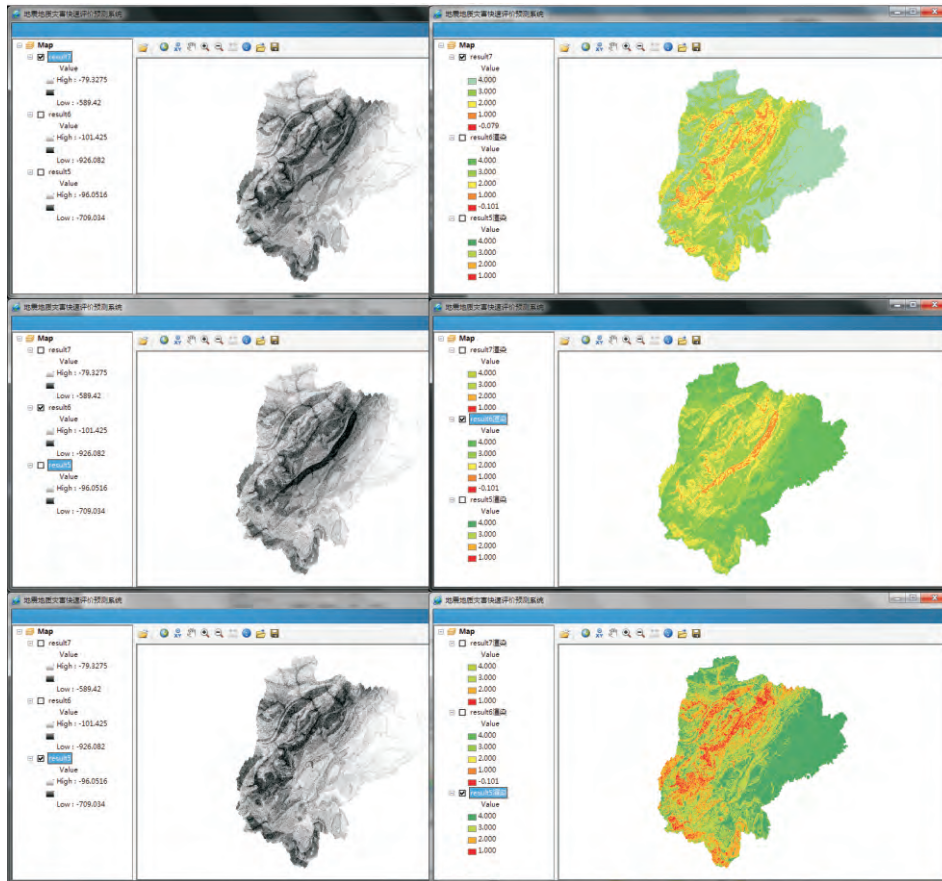 地震地质灾害快速评价预测系统
Map
result7
Value
High : -79.3275
Low : -589.42
result6
Value
High : -101.425
Low : -926.082
result5
Value
High : -96.0516
Low : -709.034
地震地质灾害快速评价预测系统
Map
result7
Value
4.000
3.000
2.000
1.000
-0.079
result6渲染
Value
4.000
3.000
2.000
1.000
-0.101
result5渲染
Value
4.000
3.000
2.000
1.000
地震地质灾害快速评价预测系统
Map
result7
Value
High : -79.3275
Low : -589.42
result6
Value
High : -101.425
Low : -926.082
result5
Value
High : -96.0516
Low : -709.034
地震地质灾害快速评价预测系统
Map
result7渲染
Value
4.000
3.000
2.000
1.000
result6渲染
Value
4.000
3.000
2.000
1.000
-0.101
result5渲染
Value
4.000
3.000
2.000
1.000
地震地质灾害快速评价预测系统
Map
result7
Value
High : -79.3275
Low : -589.42
result6
Value
High : -101.425
Low : -926.082
result5
Value
High : -96.0516
Low : -709.034
地震地质灾害快速评价预测系统
Map
result7渲染
Value
4.000
3.000
2.000
1.000
result6渲染
Value
4.000
3.000
2.000
1.000
-0.101
result5渲染
Value
4.000
3.000
2.000
1.000